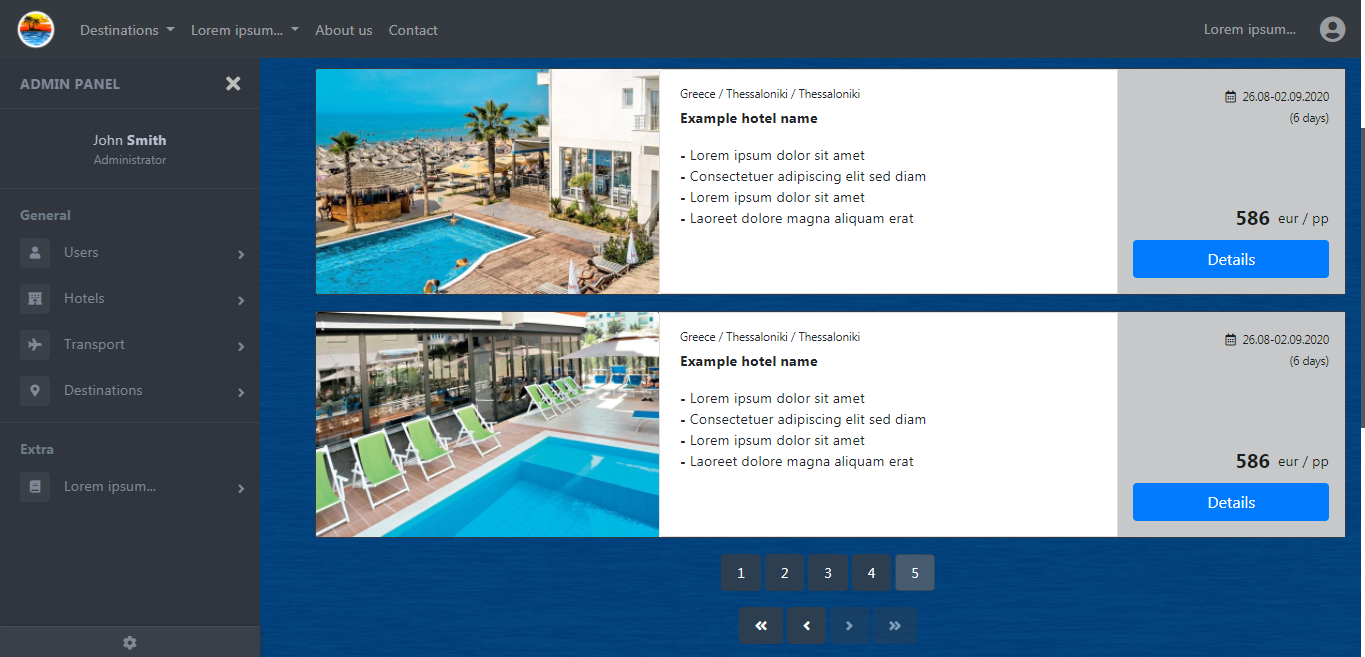 Destinations Lorem ipsum... About us Contact Lorem ipsum...
ADMIN PANEL
John Smith
Administrator
General
Users
Hotels
Transport
Destinations
Extra
Lorem ipsum...
Greece / Thessaloniki / Thessaloniki
Example hotel name
- Lorem ipsum dolor sit amet
- Consectetuer adipiscing elit sed diam
- Lorem ipsum dolor sit amet
- Laoreet dolore magna aliquam erat
26.08-02.09.2020
(6 days)
586 eur / pp
Details
Greece / Thessaloniki / Thessaloniki
Example hotel name
- Lorem ipsum dolor sit amet
- Consectetuer adipiscing elit sed diam
- Lorem ipsum dolor sit amet
- Laoreet dolore magna aliquam erat
26.08-02.09.2020
(6 days)
586 eur / pp
Details
1 2 3 4 5